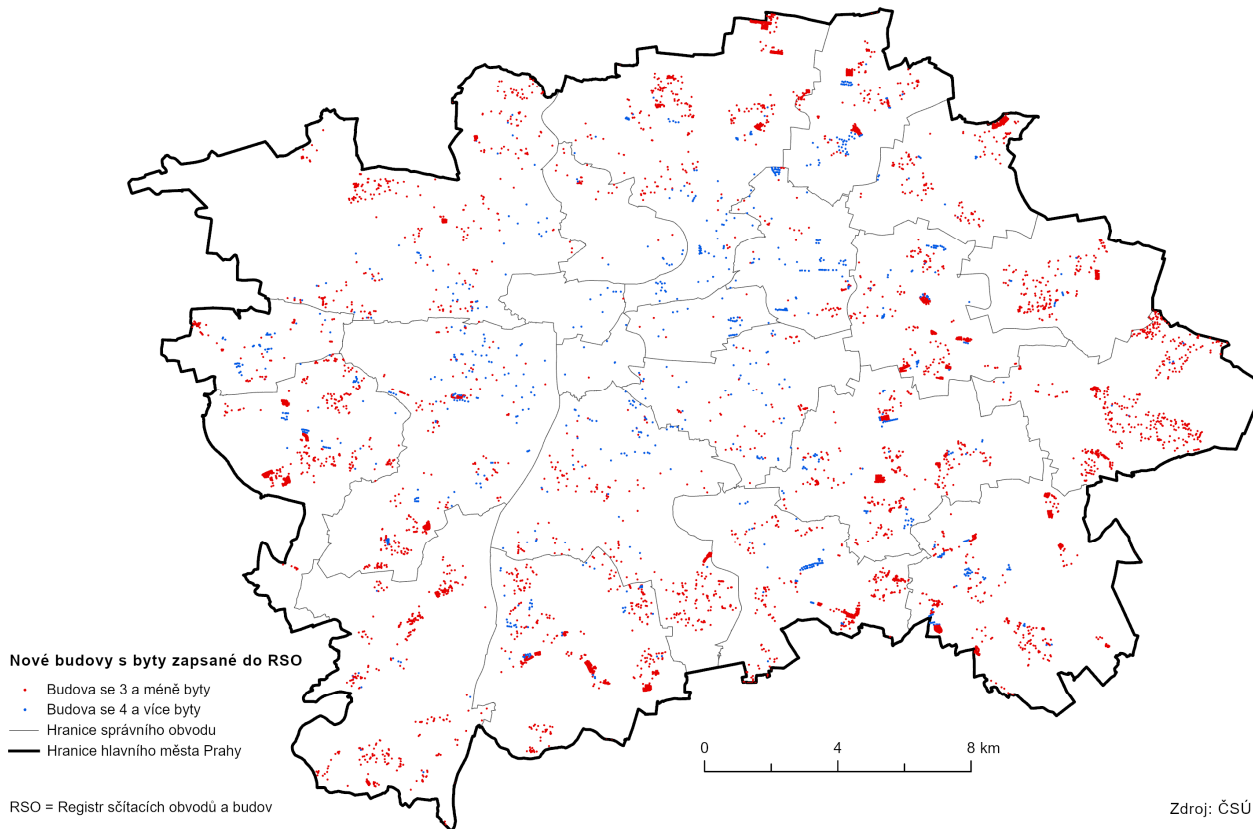 Nové budovy s byty zapsané do RSO
Budova se 3 a méně byty
Budova se 4 a více byty
Hranice správního obvodu
Hranice hlavního města Prahy
0 4 8 km
RSO = Registr sčítacích obvodů a budov
Zdroj: ČSÚ